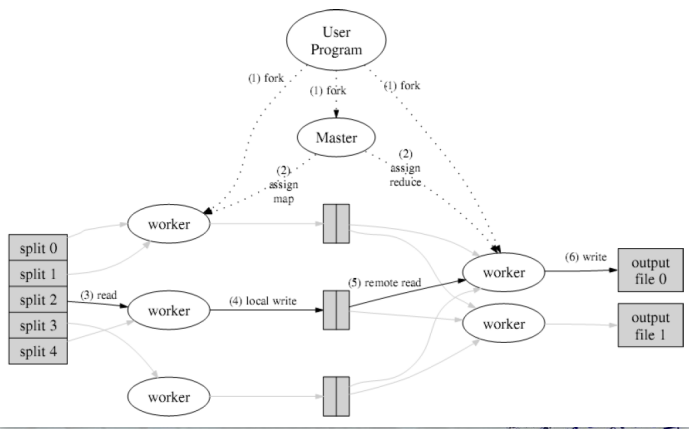 User
Program
(1) fork
(1) fork
(1) fork
Master
(2)
assign
map
(2)
assign
reduce
worker
split 0
split 1
split 2
split 3
split 4
(3) read
worker
(4) local write
(5) remote read
worker
(6) write
output
file 0
worker
output
file 1
worker